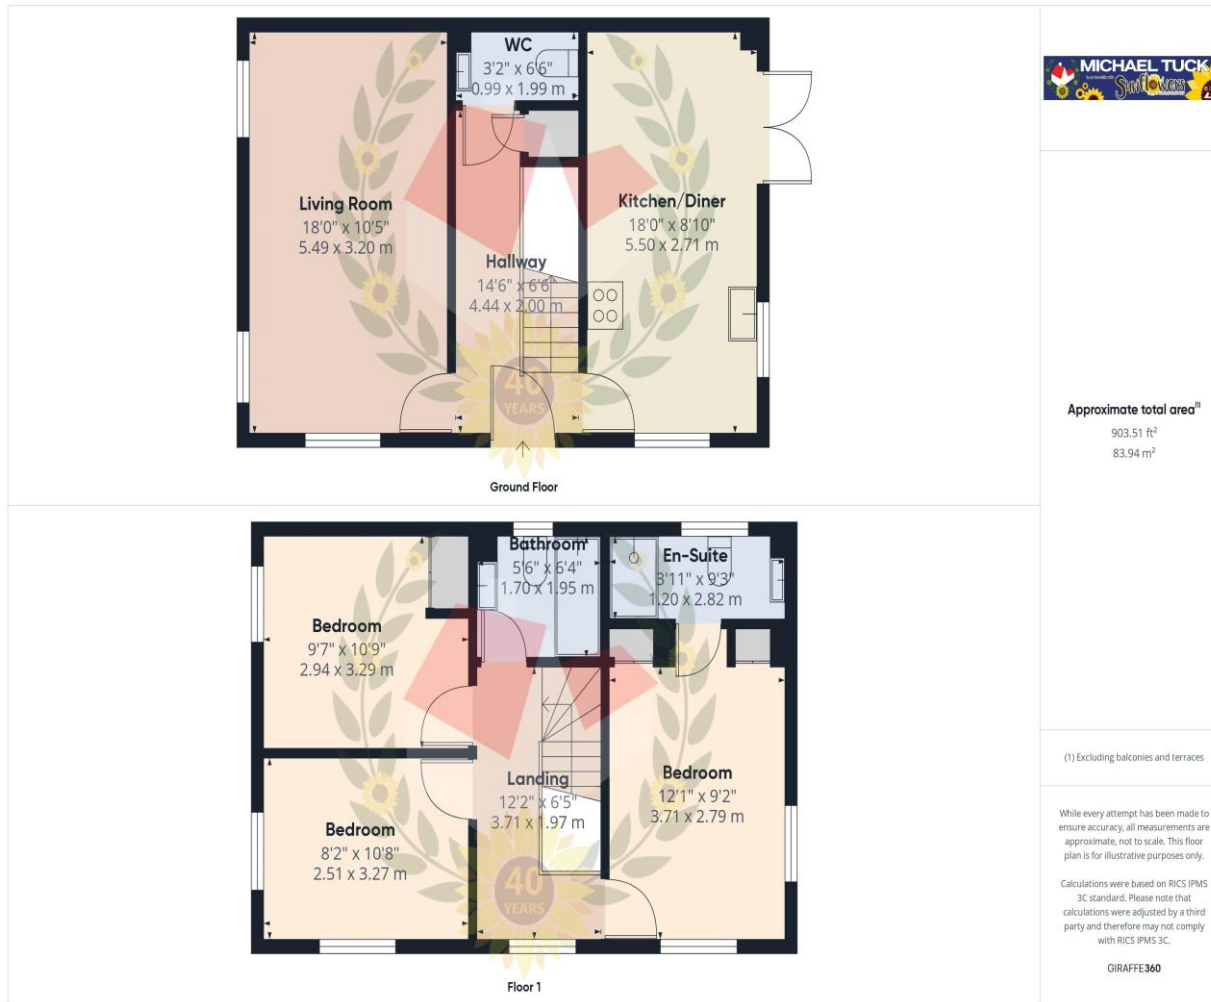 WC
3'2" x 6'6"
0.99 x 1.99 m
Living Room
18'0" x 10'5"
5.49 x 3.20 m
Kitchen/Diner
18'0" x 8'10"
5.50 x 2.71 m
Hallway
14'6" x 6'6"
4.44 x 2.00 m
40
YEARS
Ground Floor
Bathroom
5'6" x 6'4"
1.70 x 1.95 m
En-Suite
3'11" x 9'3"
1.20 x 2.82 m
Bedroom
9'7" x 10'9"
2.94 x 3.29 m
Landing
12'2" x 6'5"
3.71 x 1.97 m
Bedroom
12'1" x 9'2"
3.71 x 2.79 m
Bedroom
8'2" x 10'8"
2.51 x 3.27 m
40
YEARS
Floor 1
MICHAEL TUCK
Sunflowers
Approximate total area⁽¹⁾
903.51 ft²
83.94 m²
(1) Excluding balconies and terraces
While every attempt has been made to
ensure accuracy, all measurements are
approximate, not to scale. This floor
plan is for illustrative purposes only.
Calculations were based on RICS IPMS
3C standard. Please note that
calculations were adjusted by a third
party and therefore may not comply
with RICS IPMS 3C.
GIRAFFE360